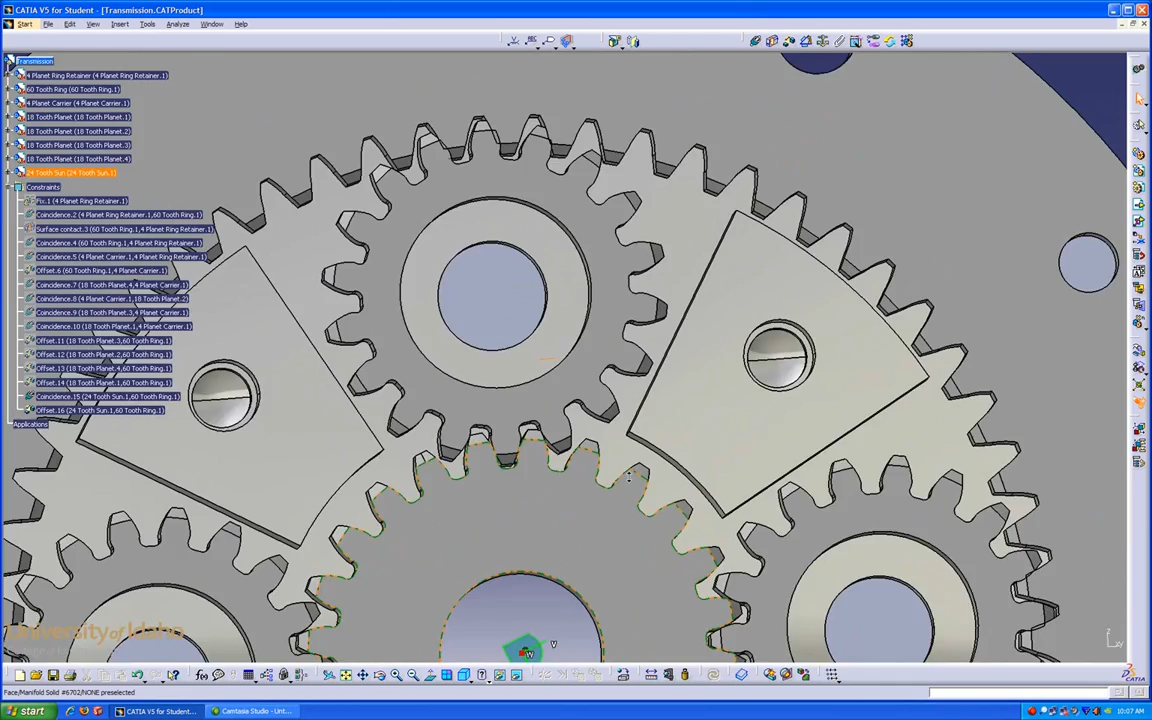 CATIA V5 for Student - [Transmission.CATProduct]
Start File Edit View Insert Tools Analyze Window Help
Transmission
4 Planet Ring Retainer (4 Planet Ring Retainer.1)
60 Tooth Ring (60 Tooth Ring.1)
4 Planet Carrier (4 Planet Carrier.1)
18 Tooth Planet (18 Tooth Planet.1)
18 Tooth Planet (18 Tooth Planet.2)
18 Tooth Planet (18 Tooth Planet.3)
18 Tooth Planet (18 Tooth Planet.4)
24 Tooth Sun (24 Tooth Sun.1)
Constraints
Fix.1 (4 Planet Ring Retainer.1)
Coincidence.2 (4 Planet Ring Retainer.1,60 Tooth Ring.1)
Surface contact.3 (60 Tooth Ring.1,4 Planet Ring Retainer.1)
Coincidence.4 (60 Tooth Ring.1,4 Planet Ring Retainer.1)
Coincidence.5 (4 Planet Carrier.1,4 Planet Ring Retainer.1)
Offset.6 (60 Tooth Ring.1,4 Planet Carrier.1)
Coincidence.7 (18 Tooth Planet.4,4 Planet Carrier.1)
Coincidence.8 (4 Planet Carrier.1,18 Tooth Planet.2)
Coincidence.9 (18 Tooth Planet.3,4 Planet Carrier.1)
Coincidence.10 (18 Tooth Planet.1,4 Planet Carrier.1)
Offset.11 (18 Tooth Planet.3,60 Tooth Ring.1)
Offset.12 (18 Tooth Planet.2,60 Tooth Ring.1)
Offset.13 (18 Tooth Planet.4,60 Tooth Ring.1)
Offset.14 (18 Tooth Planet.1,60 Tooth Ring.1)
Coincidence.15 (24 Tooth Sun.1,60 Tooth Ring.1)
Offset.16 (24 Tooth Sun.1,60 Tooth Ring.1)
Applications
University of Idaho
V
W
Z
CATIA
Face/Manifold Solid #6702/NONE preselected
start CATIA V5 for Student... Camtasia Studio - Unt... 10:07 AM